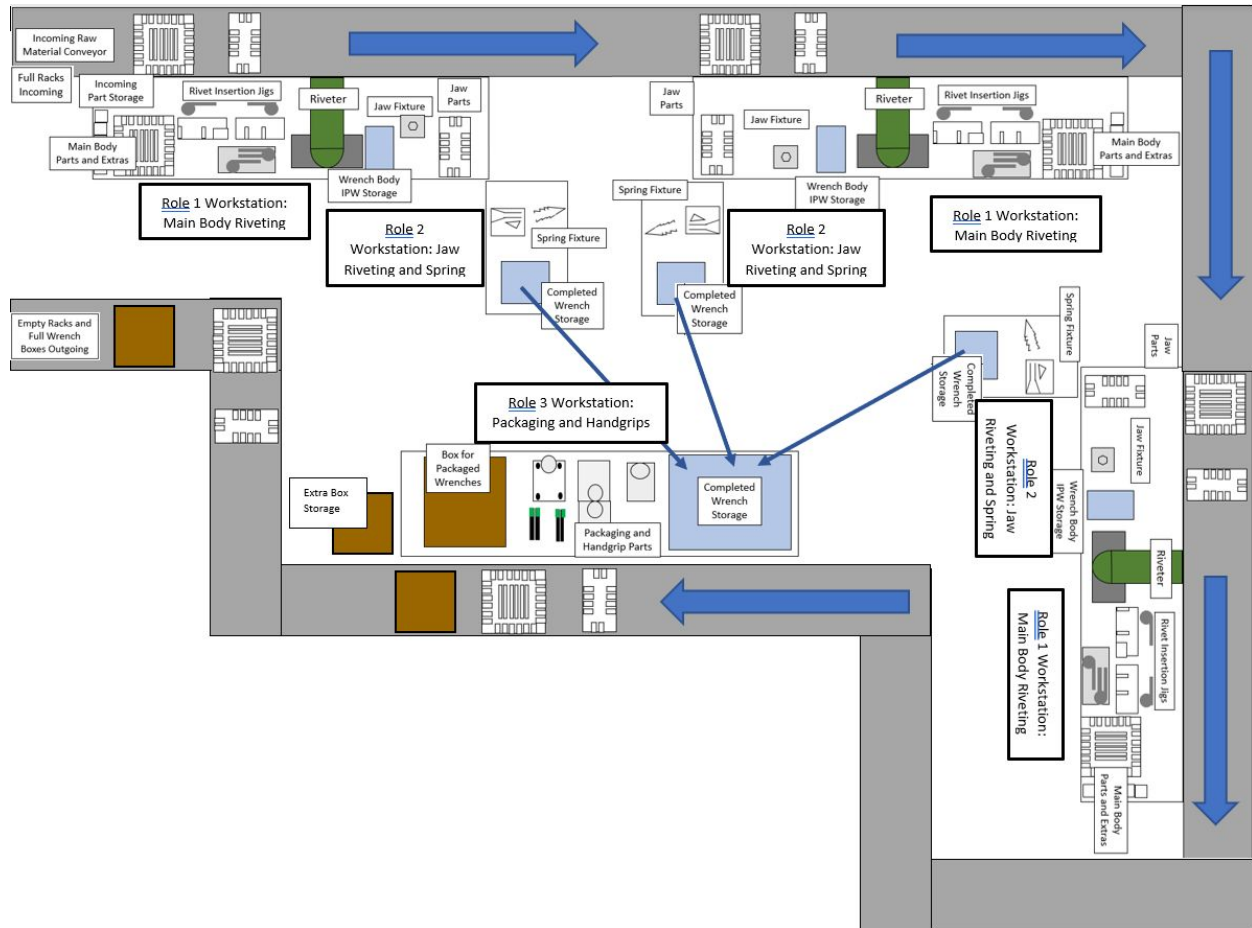 Incoming Raw
Material Conveyor
Full Racks
Incoming
Incoming
Part Storage
Rivet Insertion Jigs
Riveter
Jaw Fixture
Jaw
Parts
Main Body
Parts and Extras
Wrench Body
IPW Storage
Role 1 Workstation:
Main Body Riveting
Role 2
Workstation: Jaw
Riveting and Spring
Spring Fixture
Completed
Wrench
Storage
Jaw
Parts
Jaw Fixture
Riveter
Rivet Insertion Jigs
Main Body
Parts and Extras
Wrench Body
IPW Storage
Spring Fixture
Completed
Wrench
Storage
Role 2
Workstation: Jaw
Riveting and Spring
Role 1 Workstation:
Main Body Riveting
Empty Racks and
Full Wrench
Boxes Outgoing
Spring Fixture
Jaw
Parts
Completed
Wrench
Storage
Jaw Fixture
Role 2
Workstation: Jaw
Riveting and Spring
Wrench Body
IPW Storage
Riveter
Role 1 Workstation:
Main Body Riveting
Rivet Insertion Jigs
Main Body
Parts and Extras
Role 3 Workstation:
Packaging and Handgrips
Box for
Packaged
Wrenches
Extra Box
Storage
Packaging and
Handgrip Parts
Completed
Wrench
Storage